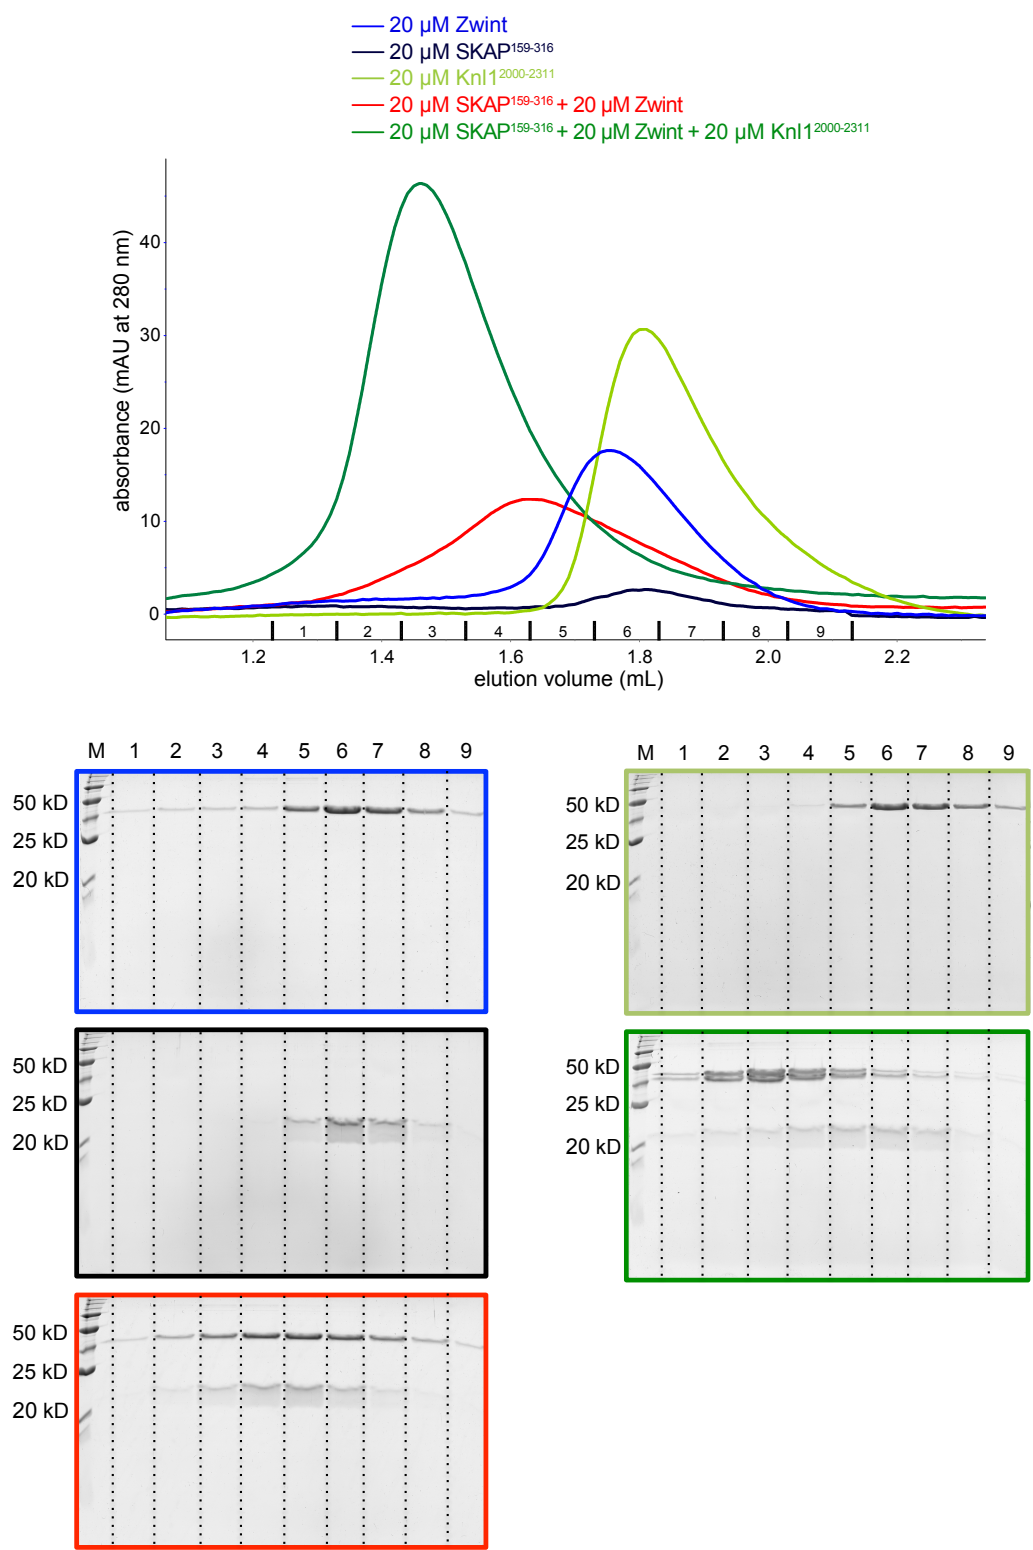 20 µM Zwint
20 µM SKAP159-316
20 µM Knl12000-2311
20 µM SKAP159-316 + 20 µM Zwint
20 µM SKAP159-316 + 20 µM Zwint + 20 µM Knl12000-2311
absorbance (mAU at 280 nm)
40
30
20
10
0
1 2 3 4 5 6 7 8 9
1.2 1.4 1.6 1.8 2.0 2.2
elution volume (mL)
M 1 2 3 4 5 6 7 8 9
50 kD
25 kD
20 kD
M 1 2 3 4 5 6 7 8 9
50 kD
25 kD
20 kD
50 kD
25 kD
20 kD
50 kD
25 kD
20 kD
50 kD
25 kD
20 kD